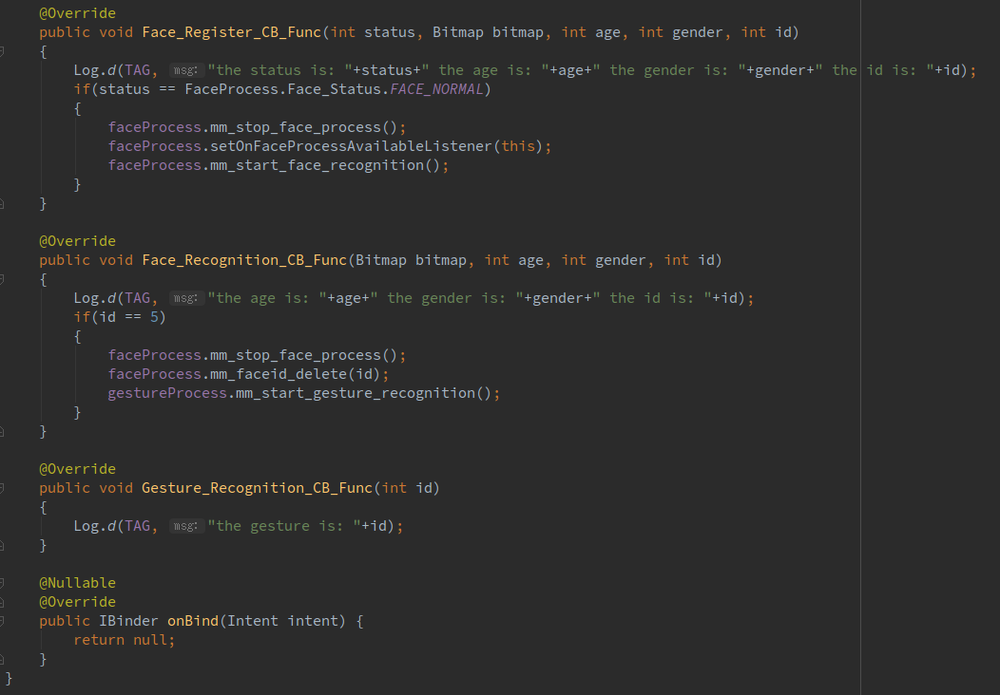 @Override
public void Face_Register_CB_Func(int status, Bitmap bitmap, int age, int gender, int id)
{
Log.d(TAG, msg: "the status is: "+status+" the age is: "+age+" the gender is: "+gender+" the id is: "+id);
if(status == FaceProcess.Face_Status.FACE_NORMAL)
{
faceProcess.mm_stop_face_process();
faceProcess.setOnFaceProcessAvailableListener(this);
faceProcess.mm_start_face_recognition();
}
}
@Override
public void Face_Recognition_CB_Func(Bitmap bitmap, int age, int gender, int id)
{
Log.d(TAG, msg: "the age is: "+age+" the gender is: "+gender+" the id is: "+id);
if(id == 5)
{
faceProcess.mm_stop_face_process();
faceProcess.mm_faceid_delete(id);
gestureProcess.mm_start_gesture_recognition();
}
}
@Override
public void Gesture_Recognition_CB_Func(int id)
{
Log.d(TAG, msg: "the gesture is: "+id);
}
@Nullable
@Override
public IBinder onBind(Intent intent) {
return null;
}
}